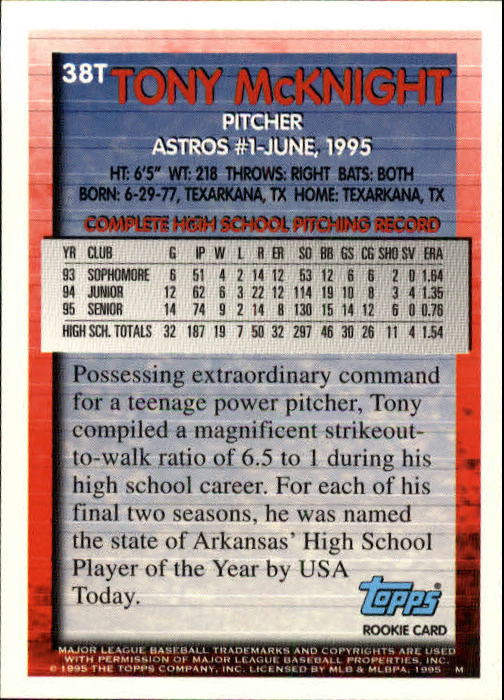 38T TONY McKNIGHT
PITCHER
ASTROS #1-JUNE, 1995
HT: 6'5" WT: 218 THROWS: RIGHT BATS: BOTH
BORN: 6-29-77, TEXARKANA, TX HOME: TEXARKANA, TX
COMPLETE HIGH SCHOOL PITCHING RECORD
YR CLUB G IP W L R ER SO BB GS CG SHO SV ERA
93 SOPHOMORE 6 51 4 2 14 12 53 12 6 6 2 0 1.64
94 JUNIOR 12 62 6 3 22 12 114 19 10 8 3 4 1.35
95 SENIOR 14 74 9 2 14 8 130 15 14 12 6 0 0.76
HIGH SCH. TOTALS 32 187 19 7 50 32 297 46 30 26 11 4 1.54
Possessing extraordinary command
for a teenage power pitcher, Tony
compiled a magnificent strikeout-
to-walk ratio of 6.5 to 1 during his
high school career. For each of his
final two seasons, he was named
the state of Arkansas' High School
Player of the Year by USA
Today.
topps®
ROOKIE CARD
MAJOR LEAGUE BASEBALL TRADEMARKS AND COPYRIGHTS ARE USED
WITH PERMISSION OF MAJOR LEAGUE BASEBALL PROPERTIES, INC.
© 1995 THE TOPPS COMPANY, INC. LICENSED BY MLB & MLBPA, 1995 M